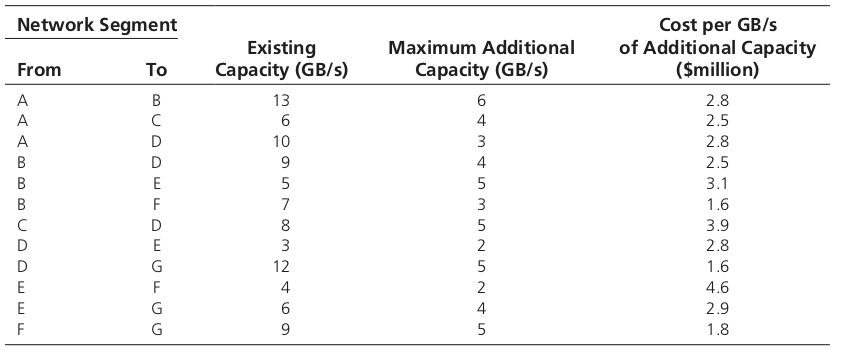 Network Segment
From To Existing Capacity (GB/s) Maximum Additional Capacity (GB/s) Cost per GB/s of Additional Capacity ($million)
A B 13 6 2.8
A C 6 4 2.5
A D 10 3 2.8
B D 9 4 2.5
B E 5 5 3.1
B F 7 3 1.6
C D 8 5 3.9
D E 3 2 2.8
D G 12 5 1.6
E F 4 2 4.6
E G 6 4 2.9
F G 9 5 1.8